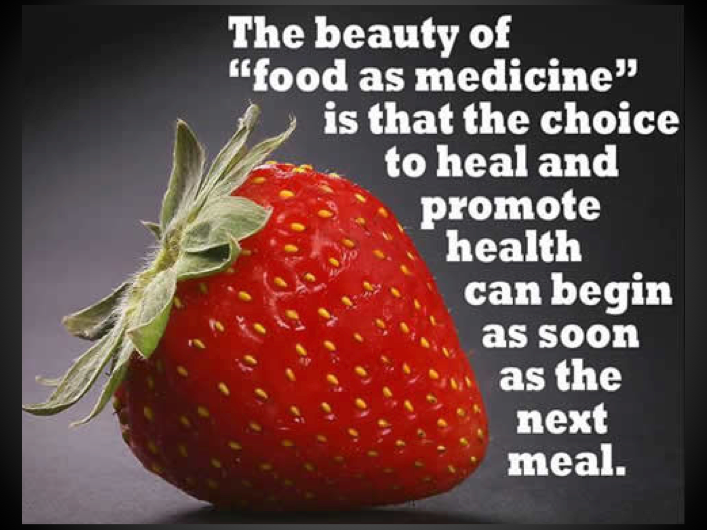 The beauty of
“food as medicine”
is that the choice
to heal and
promote
health
can begin
as soon
as the
next
meal.